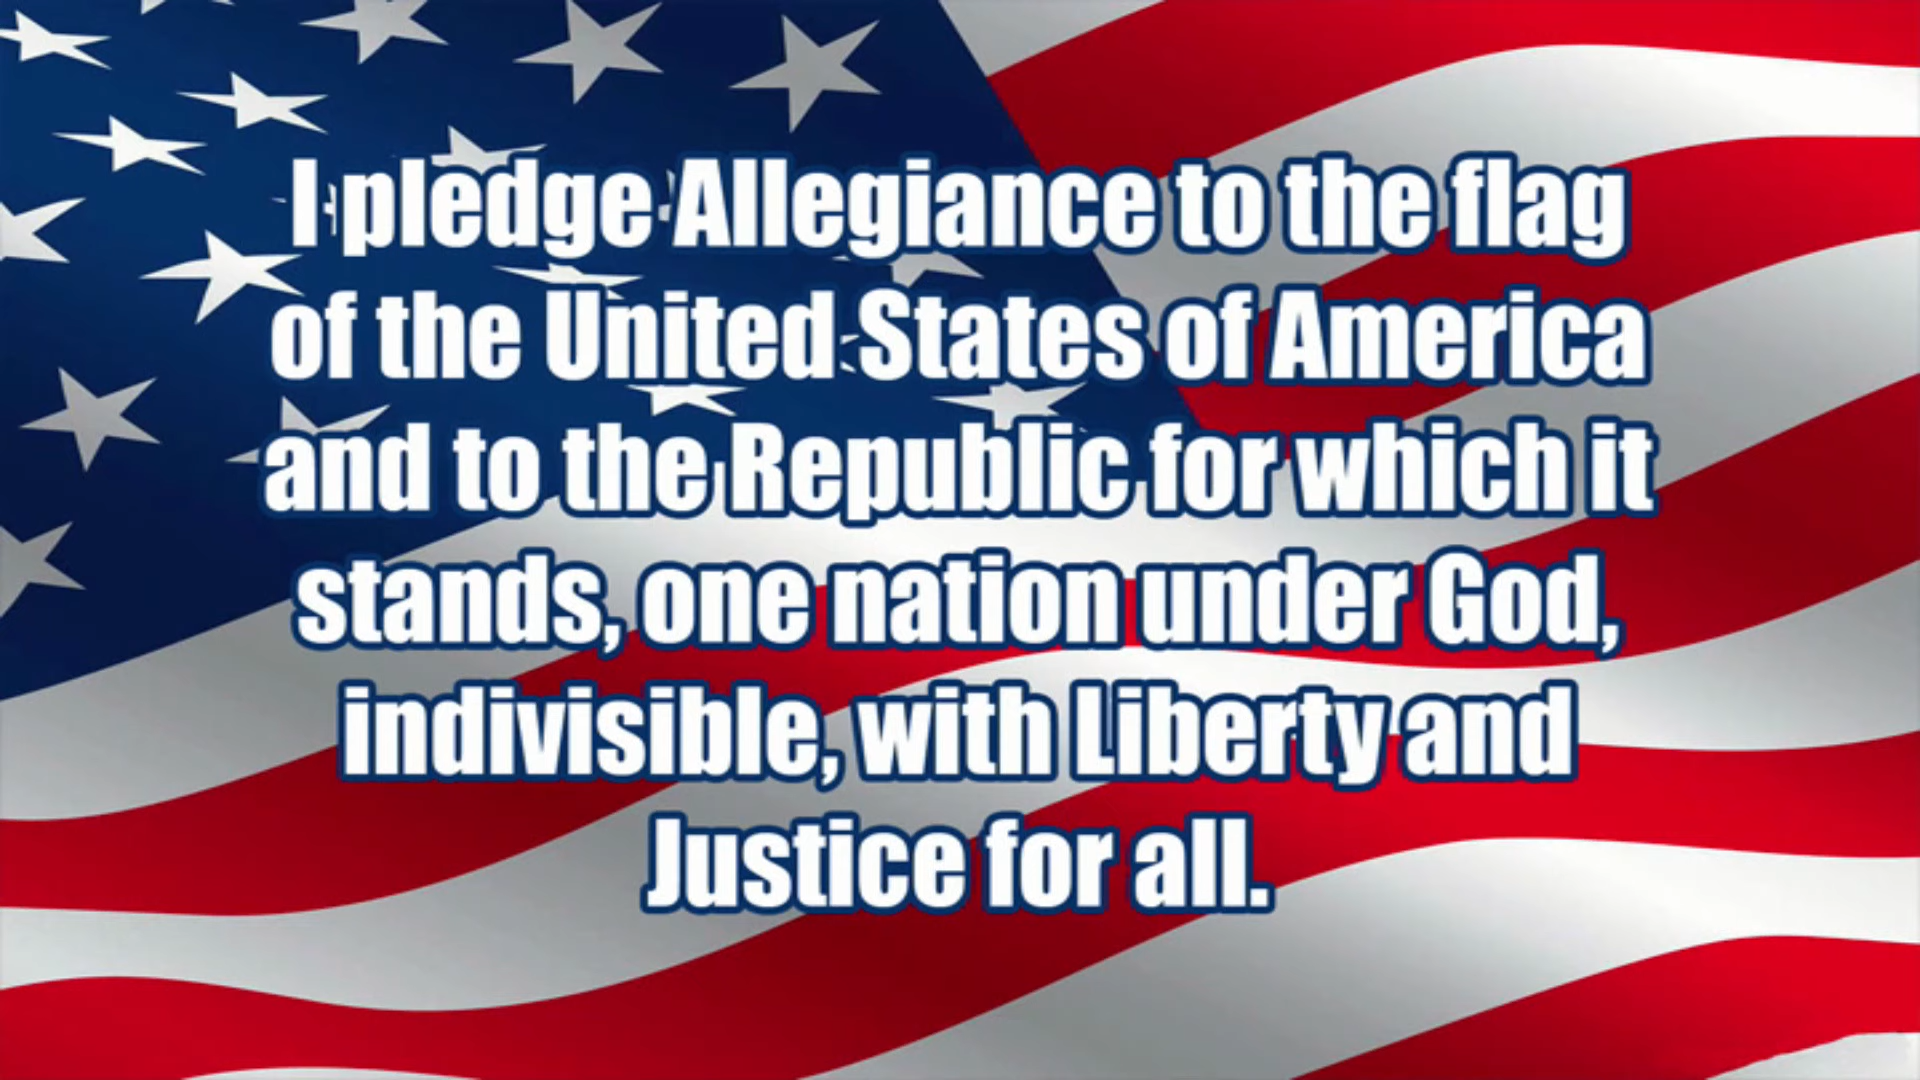 I pledge Allegiance to the flag
of the United States of America
and to the Republic for which it
stands, one nation under God,
indivisible, with Liberty and
Justice for all.